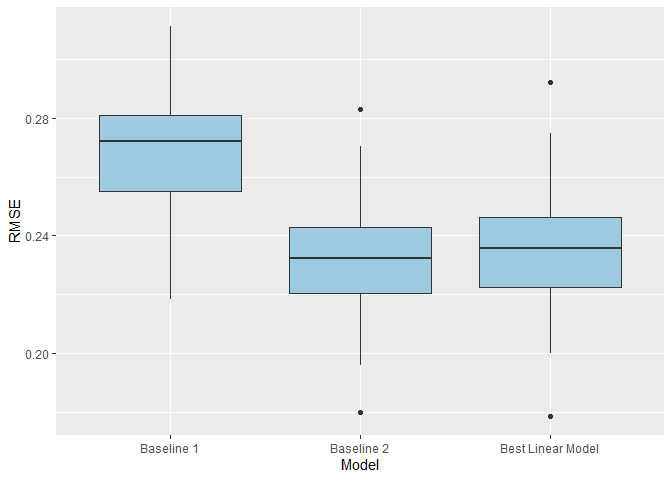 RMSE
0.28
0.24
0.20
Baseline 1
Baseline 2
Best Linear Model
Model